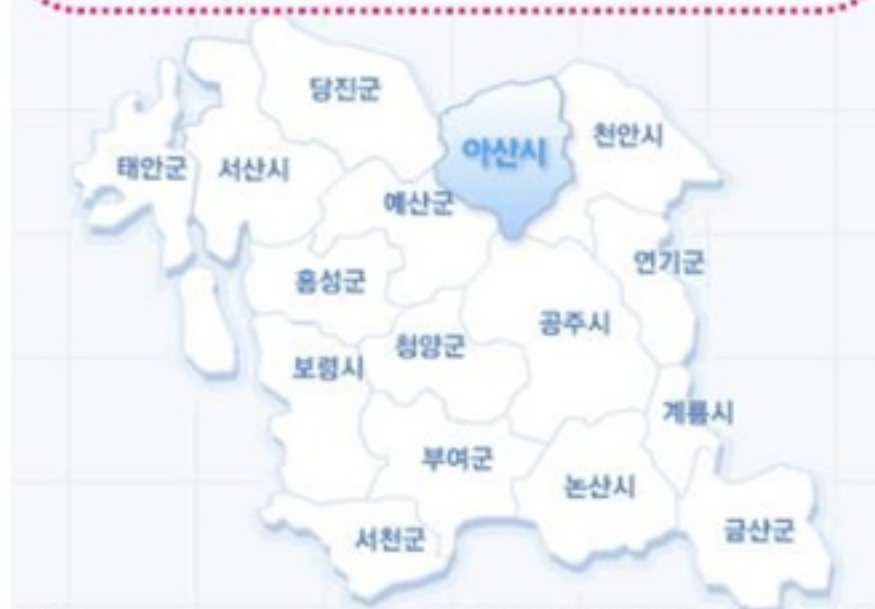 당진군
천안시
아산시
태안군
서산시
예산군
연기군
홍성군
공주시
청양군
보령시
계룡시
부여군
논산시
금산군
서천군